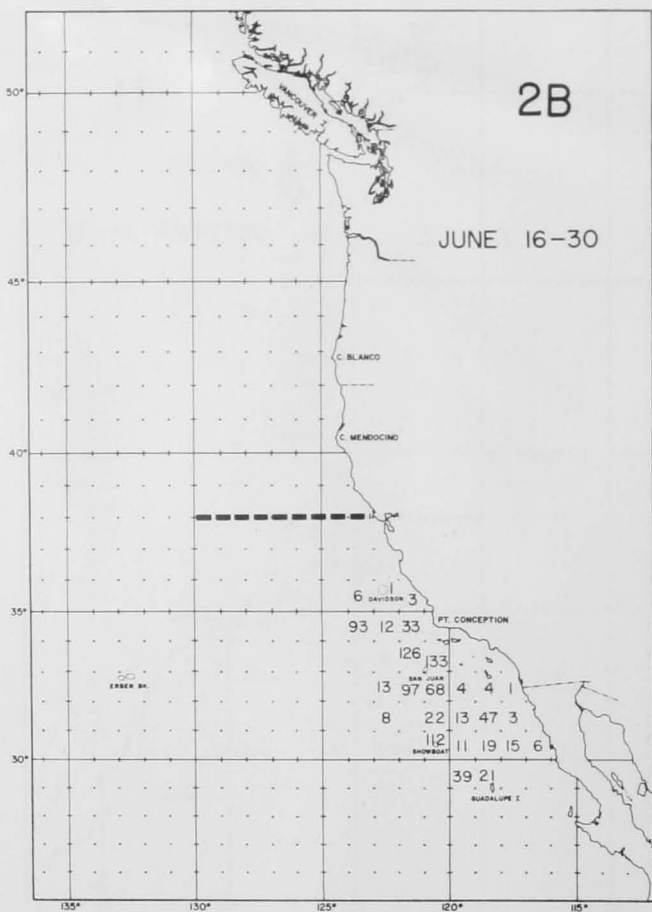 2B
50°
VANCOUVER I.
JUNE 16-30
45°
C. BLANCO
C. MENDOCINO
40°
6 DAVIDSON 1 3
35°
PT. CONCEPTION
93 12 33
126 133
SAN JUAN
ERBEN BK.
13 97 68 4 4 1
8 22 13 47 3
112 11 19 15 6
SHOWBOAT
30°
39 21
GUADALUPE I.
135° 130° 125° 120° 115°